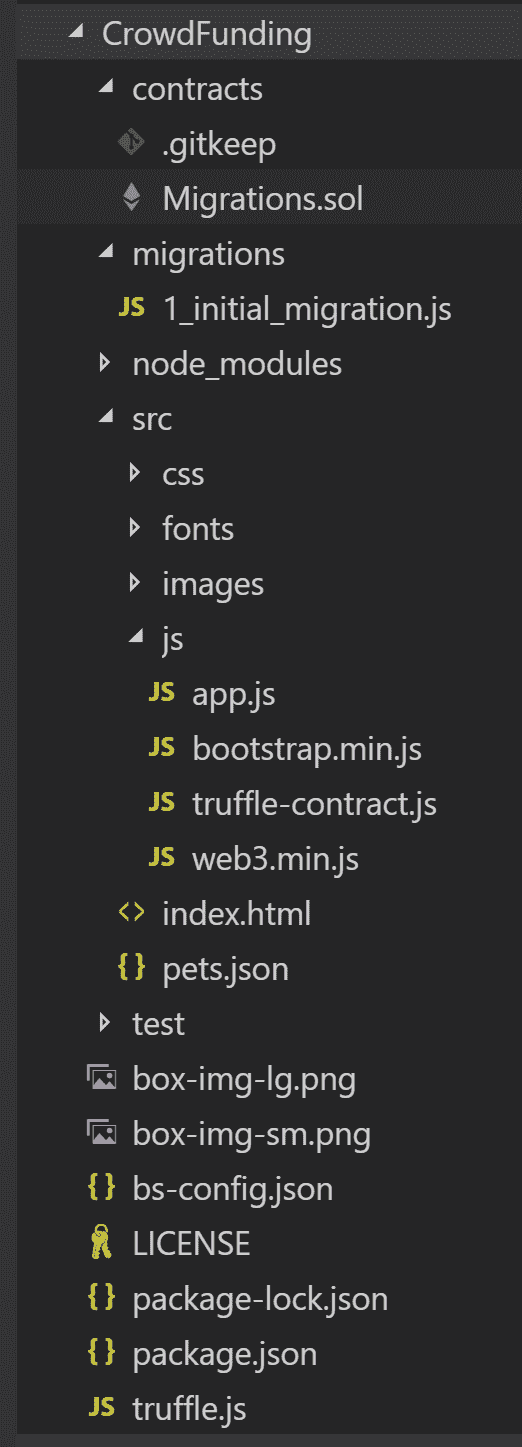 CrowdFunding
contracts
.gitkeep
Migrations.sol
migrations
JS 1_initial_migration.js
node_modules
src
css
fonts
images
js
JS app.js
JS bootstrap.min.js
JS truffle-contract.js
JS web3.min.js
<> index.html
{} pets.json
test
box-img-lg.png
box-img-sm.png
{} bs-config.json
LICENSE
{} package-lock.json
{} package.json
JS truffle.js